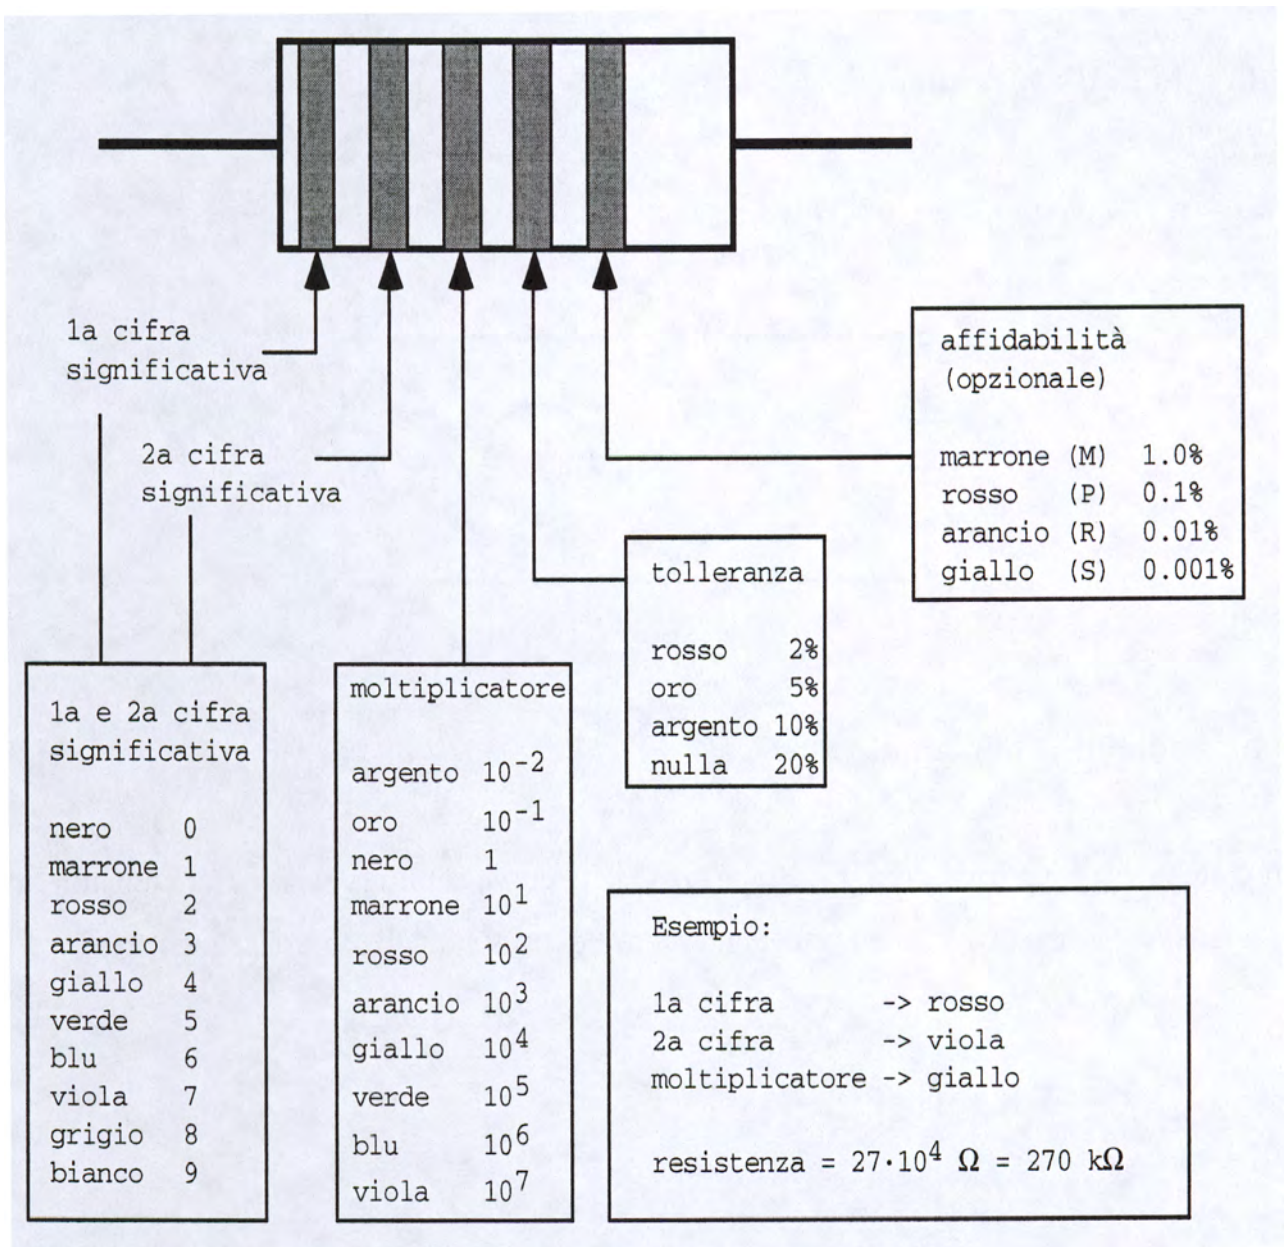 1a cifra
significativa
2a cifra
significativa
affidabilità
(opzionale)
marrone (M) 1.0%
rosso (P) 0.1%
arancio (R) 0.01%
giallo (S) 0.001%
tolleranza
rosso 2%
oro 5%
argento 10%
nulla 20%
1a e 2a cifra
significativa
nero 0
marrone 1
rosso 2
arancio 3
giallo 4
verde 5
blu 6
viola 7
grigio 8
bianco 9
moltiplicatore
argento 10⁻²
oro 10⁻¹
nero 1
marrone 10¹
rosso 10²
arancio 10³
giallo 10⁴
verde 10⁵
blu 10⁶
viola 10⁷
Esempio:
1a cifra -> rosso
2a cifra -> viola
moltiplicatore -> giallo
resistenza = 27·10⁴ Ω = 270 kΩ